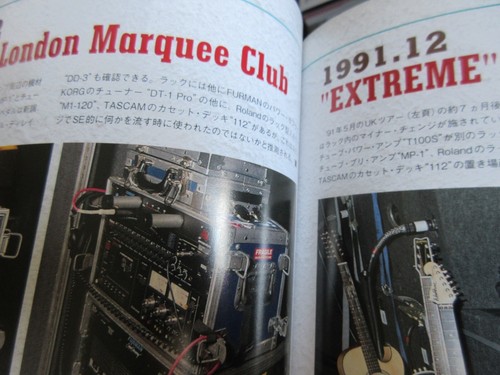 London Marquee Club
"DD-3"も確認できる。ラックには他にFURMANのパワー
KORGのチューナー "DT-1 Pro" の他に、Rolandの
"M1-120"、TASCAMのカセット・デッキ"112"があるが、これ
ジでSE的に何かを流す時に使われたのではないかと推測される。
1991.12
"EXTREME"
'91年5月のUKツアー（左頁）の約7ヵ月後
はラック内のマイナー・チェンジが施されてい
チューブ・パワー・アンプ"T100S"が別のラッ
チューブ・プリ・アンプ"MP-1"、Rolandのラ
TASCAMのカセット・デッキ"112"の置き場
FRAGILE